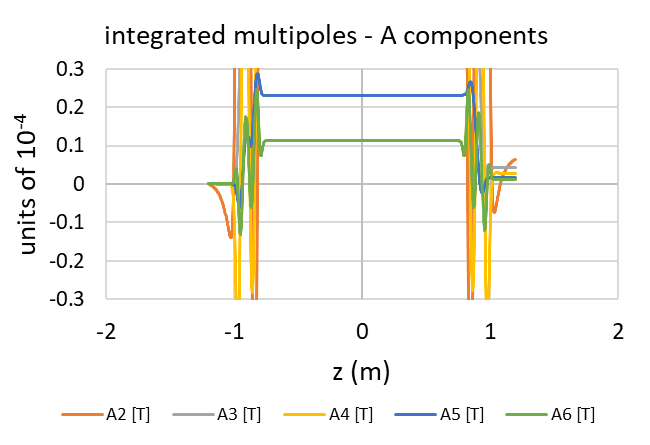 integrated multipoles - A components
units of 10⁻⁴
0.3
0.2
0.1
0
-0.1
-0.2
-0.3
-2 -1 0 1 2
z (m)
A2 [T] A3 [T] A4 [T] A5 [T] A6 [T]